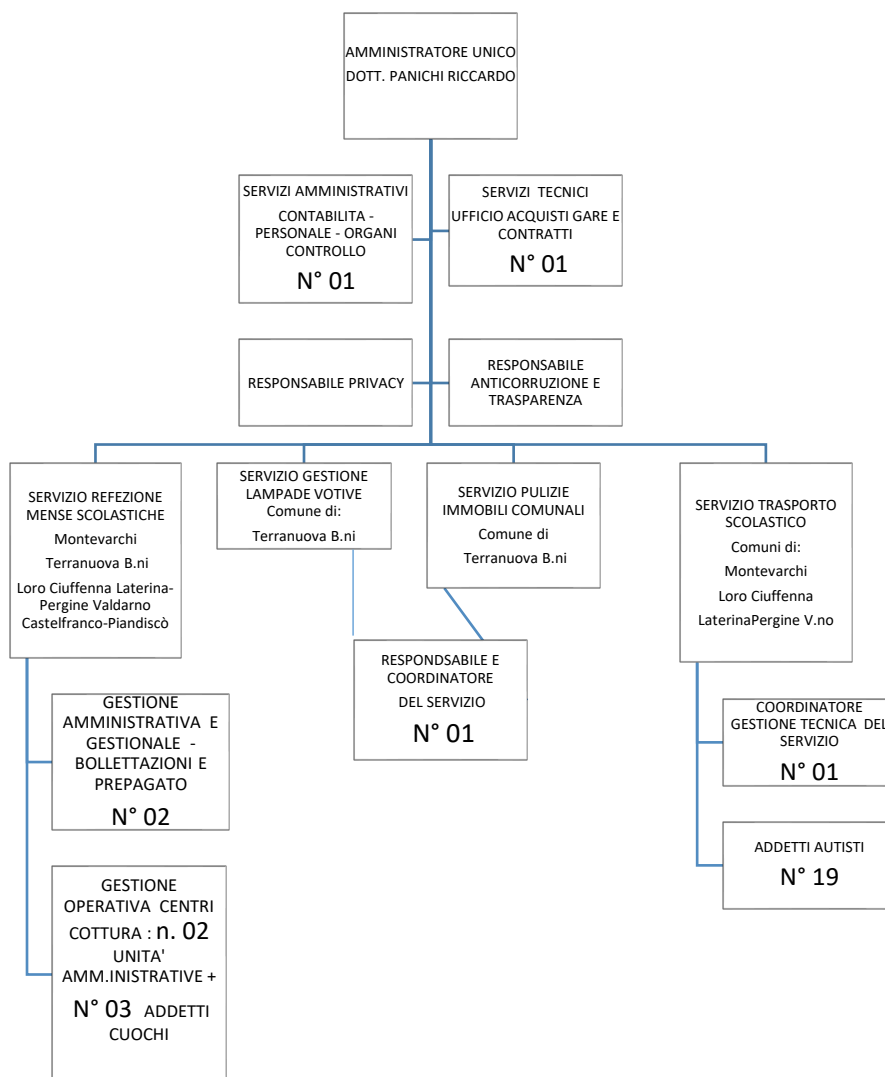 AMMINISTRATORE UNICO
DOTT. PANICHI RICCARDO
SERVIZI AMMINISTRATIVI
CONTABILITA -
PERSONALE - ORGANI
CONTROLLO
N° 01
SERVIZI TECNICI
UFFICIO ACQUISTI GARE E
CONTRATTI
N° 01
RESPONSABILE PRIVACY
RESPONSABILE
ANTICORRUZIONE E
TRASPARENZA
SERVIZIO REFEZIONE
MENSE SCOLASTICHE
Montevarchi
Terranuova B.ni
Loro Ciuffenna Laterina-
Pergine Valdarno
Castelfranco-Piandiscò
SERVIZIO GESTIONE
LAMPADE VOTIVE
Comune di:
Terranuova B.ni
SERVIZIO PULIZIE
IMMOBILI COMUNALI
Comune di
Terranuova B.ni
SERVIZIO TRASPORTO
SCOLASTICO
Comuni di:
Montevarchi
Loro Ciuffenna
LaterinaPergine V.no
GESTIONE
AMMINISTRATIVA E
GESTIONALE -
BOLLETTAZIONI E
PREPAGATO
N° 02
RESPONDSABILE E
COORDINATORE
DEL SERVIZIO
N° 01
COORDINATORE
GESTIONE TECNICA DEL
SERVIZIO
N° 01
ADDETTI AUTISTI
N° 19
GESTIONE
OPERATIVA CENTRI
COTTURA : n. 02
UNITA'
AMM.INISTRATIVE +
N° 03 ADDETTI
CUOCHI